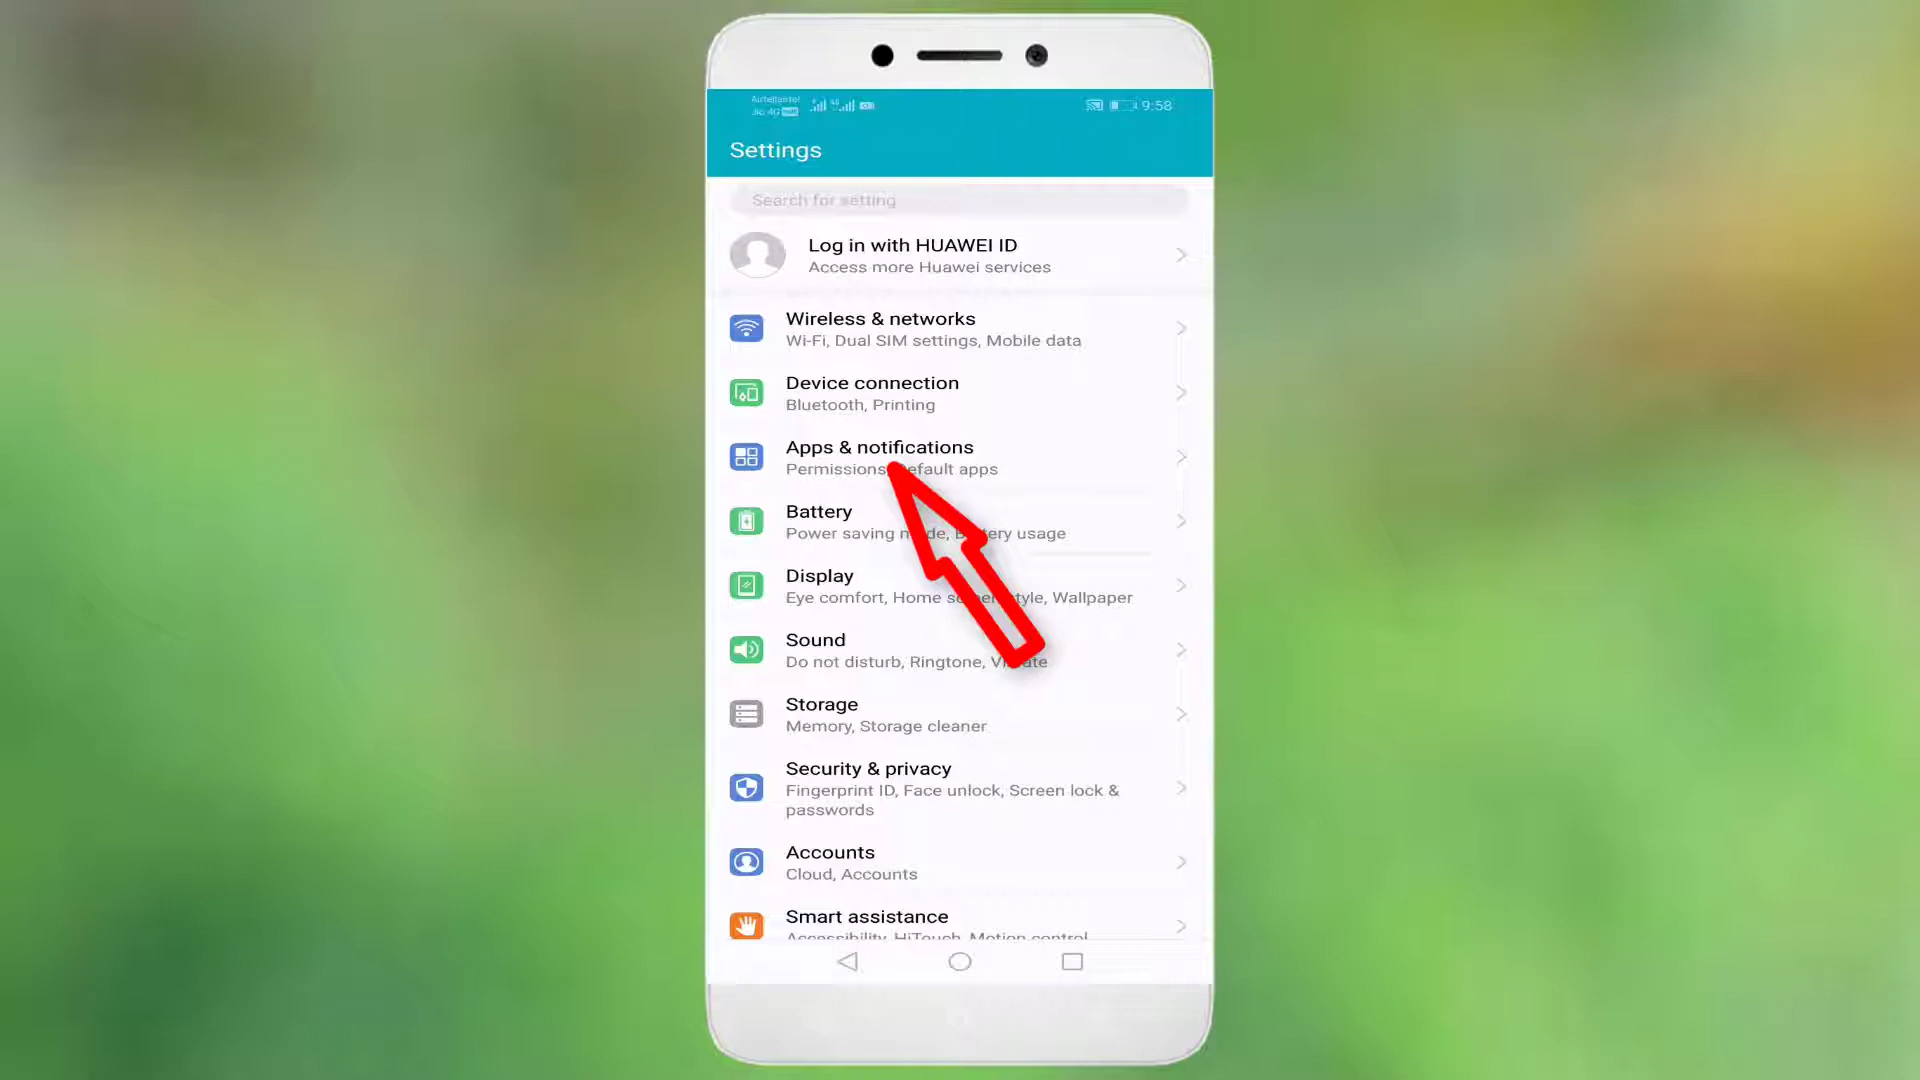 Airtel
Jio 4G
9:58
Settings
Search for setting
Log in with HUAWEI ID
Access more Huawei services
Wireless & networks
Wi-Fi, Dual SIM settings, Mobile data
Device connection
Bluetooth, Printing
Apps & notifications
Permissions, Default apps
Battery
Power saving mode, Battery usage
Display
Eye comfort, Home screen style, Wallpaper
Sound
Do not disturb, Ringtone, Vibrate
Storage
Memory, Storage cleaner
Security & privacy
Fingerprint ID, Face unlock, Screen lock &
passwords
Accounts
Cloud, Accounts
Smart assistance
Accessibility, HiTouch, Motion control